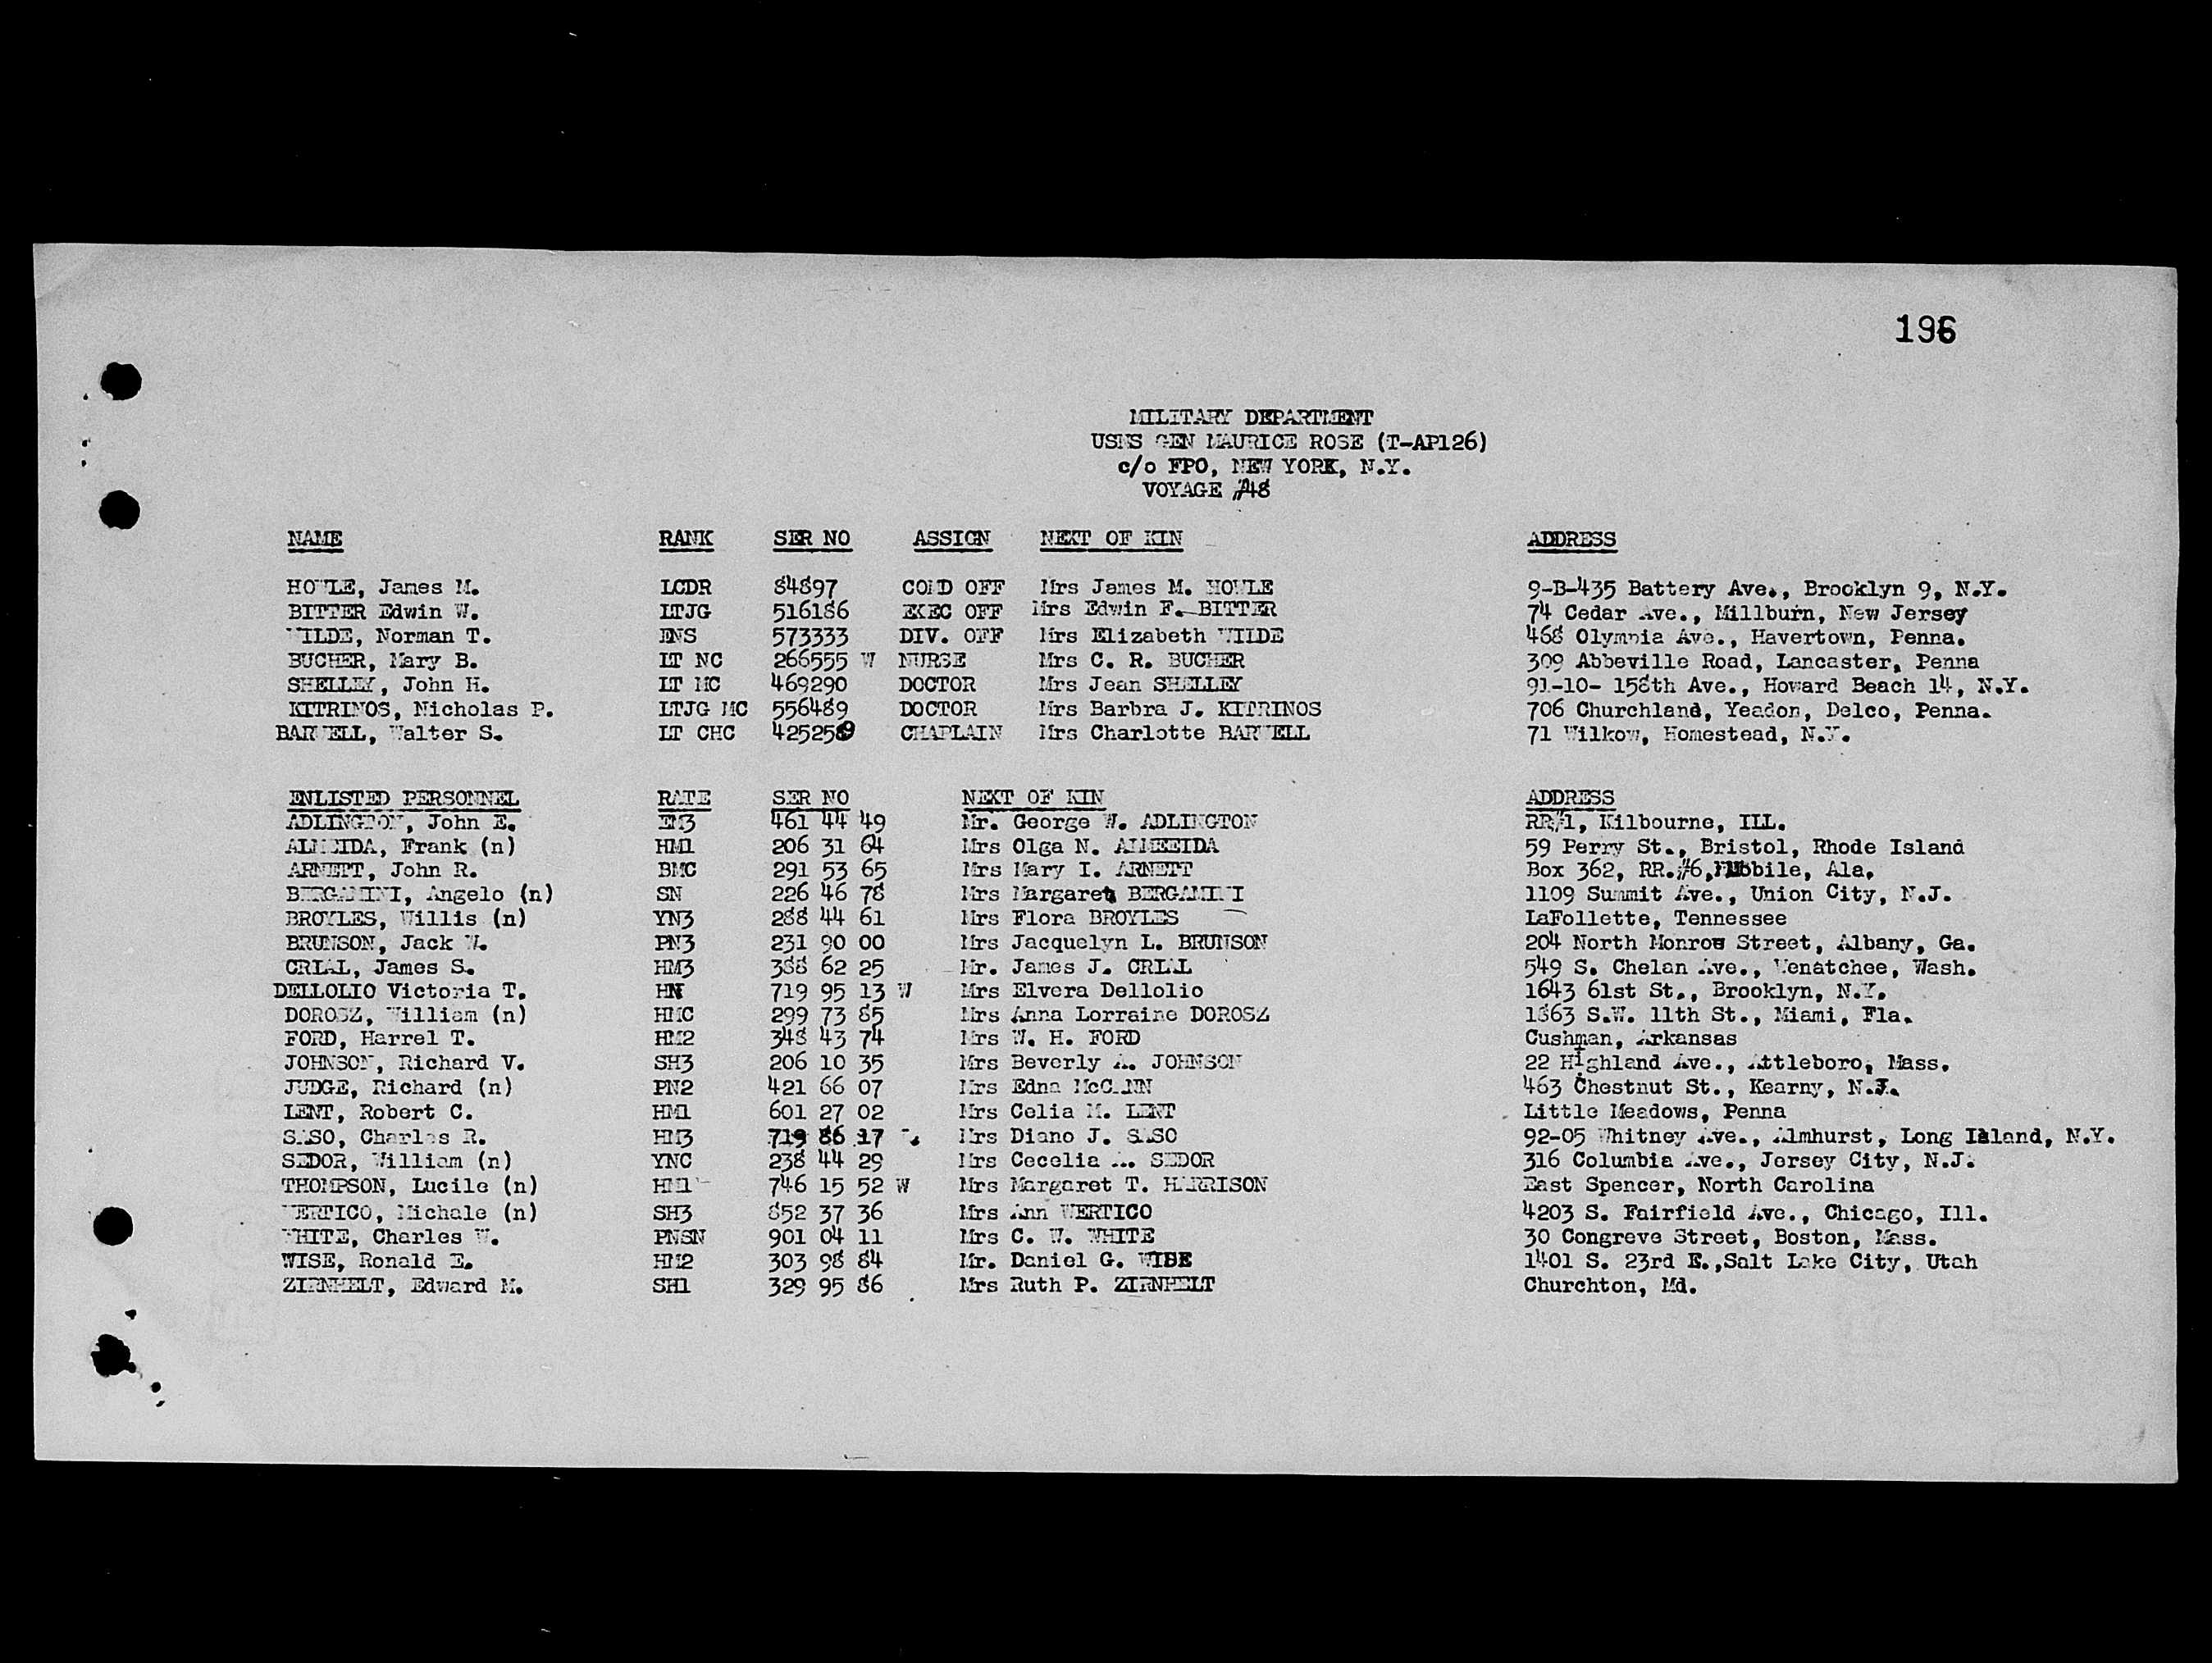 196
MILITARY DEPARTMENT
USNS GEN MAURICE ROSE (T-AP126)
c/o FPO, NEW YORK, N.Y.
VOYAGE #48
NAME RANK SER NO ASSIGN NEXT OF KIN ADDRESS
HOWLE, James M. LCDR 84897 COMD OFF Mrs James M. HOWLE 9-B-435 Battery Ave., Brooklyn 9, N.Y.
BITTER Edwin W. LTJG 516186 EXEC OFF Mrs Edwin F. BITTER 74 Cedar Ave., Millburn, New Jersey
WILDE, Norman T. ENS 573333 DIV. OFF Mrs Elizabeth WILDE 468 Olympia Ave., Havertown, Penna.
BUCHER, Mary B. LT NC 266555 W NURSE Mrs C. R. BUCHER 309 Abbeville Road, Lancaster, Penna
SHELLEY, John H. LT MC 469290 DOCTOR Mrs Jean SHELLEY 91-10- 158th Ave., Howard Beach 14, N.Y.
KITRINOS, Nicholas P. LTJG MC 556489 DOCTOR Mrs Barbra J. KITRINOS 706 Churchland, Yeadon, Delco, Penna.
BARWELL, Walter S. LT CHC CHAPLAIN Mrs Charlotte BARWELL 71 Wilkow, Homestead, N.Y.
ENLISTED PERSONNEL RATE SER NO NEXT OF KIN ADDRESS
ADLINGTON, John E. EM3 461 44 49 Mr. George W. ADLINGTON RR#1, Kilbourne, ILL.
ALMEIDA, Frank (n) HM1 206 31 64 Mrs Olga N. ALMEEIDA 59 Perry St., Bristol, Rhode Island
ARNETT, John R. BMC 291 53 65 Mrs Mary I. ARNETT Box 362, RR.#6, Mobile, Ala.
BERGAMINI, Angelo (n) SN 226 46 78 Mrs Margaret BERGAMINI 1109 Summit Ave., Union City, N.J.
BROYLES, Willis (n) YN3 288 44 61 Mrs Flora BROYLES LaFollette, Tennessee
BRUNSON, Jack W. PN3 231 90 00 Mrs Jacquelyn L. BRUNSON 204 North Monroe Street, Albany, Ga.
James S. HM3 388 62 25 Mr. James J. 549 S. Chelan Ave., Wenatchee, Wash.
DELLOLIO Victoria T. HN 719 95 13 W Mrs Elvera Dellolio 1643 61st St., Brooklyn, N.Y.
DOROSZ, William (n) HMC 299 73 85 Mrs Anna Lorraine DOROSZ 1863 S.W. 11th St., Miami, Fla.
FORD, Harrel T. HM2 348 43 74 Mrs W. H. FORD Cushman, Arkansas
JOHNSON, Richard V. SH3 206 10 35 Mrs Beverly A. JOHNSON 22 Highland Ave., Attleboro, Mass.
JUDGE, Richard (n) PN2 421 66 07 Mrs Edna McCANN 463 Chestnut St., Kearny, N.J.
LENT, Robert C. HM1 601 27 02 Mrs Celia M. LENT Little Meadows, Penna
SASO, Charles R. HM3 719 86 17 Mrs Diano J. SASO 92-05 Whitney Ave., Almhurst, Long Island, N.Y.
SEDOR, William (n) YNC 238 44 29 Mrs Cecelia A. SEDOR 316 Columbia Ave., Jersey City, N.J.
THOMPSON, Lucile (n) HM1 746 15 52 W Mrs Margaret T. HARRISON East Spencer, North Carolina
WERTICO, Michale (n) SH3 852 37 36 Mrs Ann WERTICO 4203 S. Fairfield Ave., Chicago, Ill.
WHITE, Charles W. PNSN 901 04 11 Mrs C. W. WHITE 30 Congreve Street, Boston, Mass.
WISE, Ronald E. HM2 303 98 84 Mr. Daniel G. WISE 1401 S. 23rd E.,Salt Lake City, Utah
ZIRNHELT, Edward M. SH1 329 95 86 Mrs Ruth P. ZIRNHELT Churchton, Md.